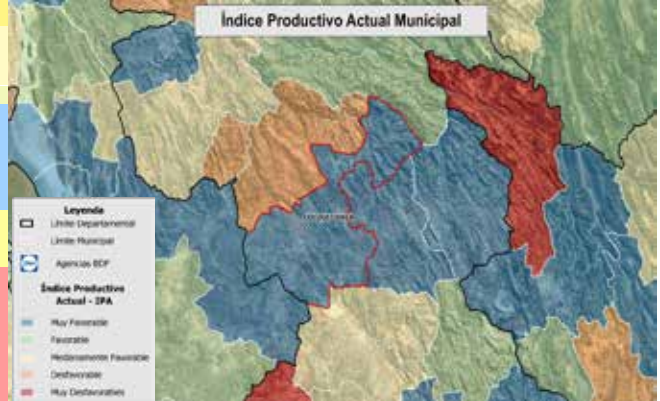 Índice Productivo Actual Municipal
Leyenda
Límite Departamental
Límite Municipal
Agencias BDP
Índice Productivo
Actual - IPA
Muy Favorable
Favorable
Medianamente Favorable
Desfavorable
Muy Desfavorables